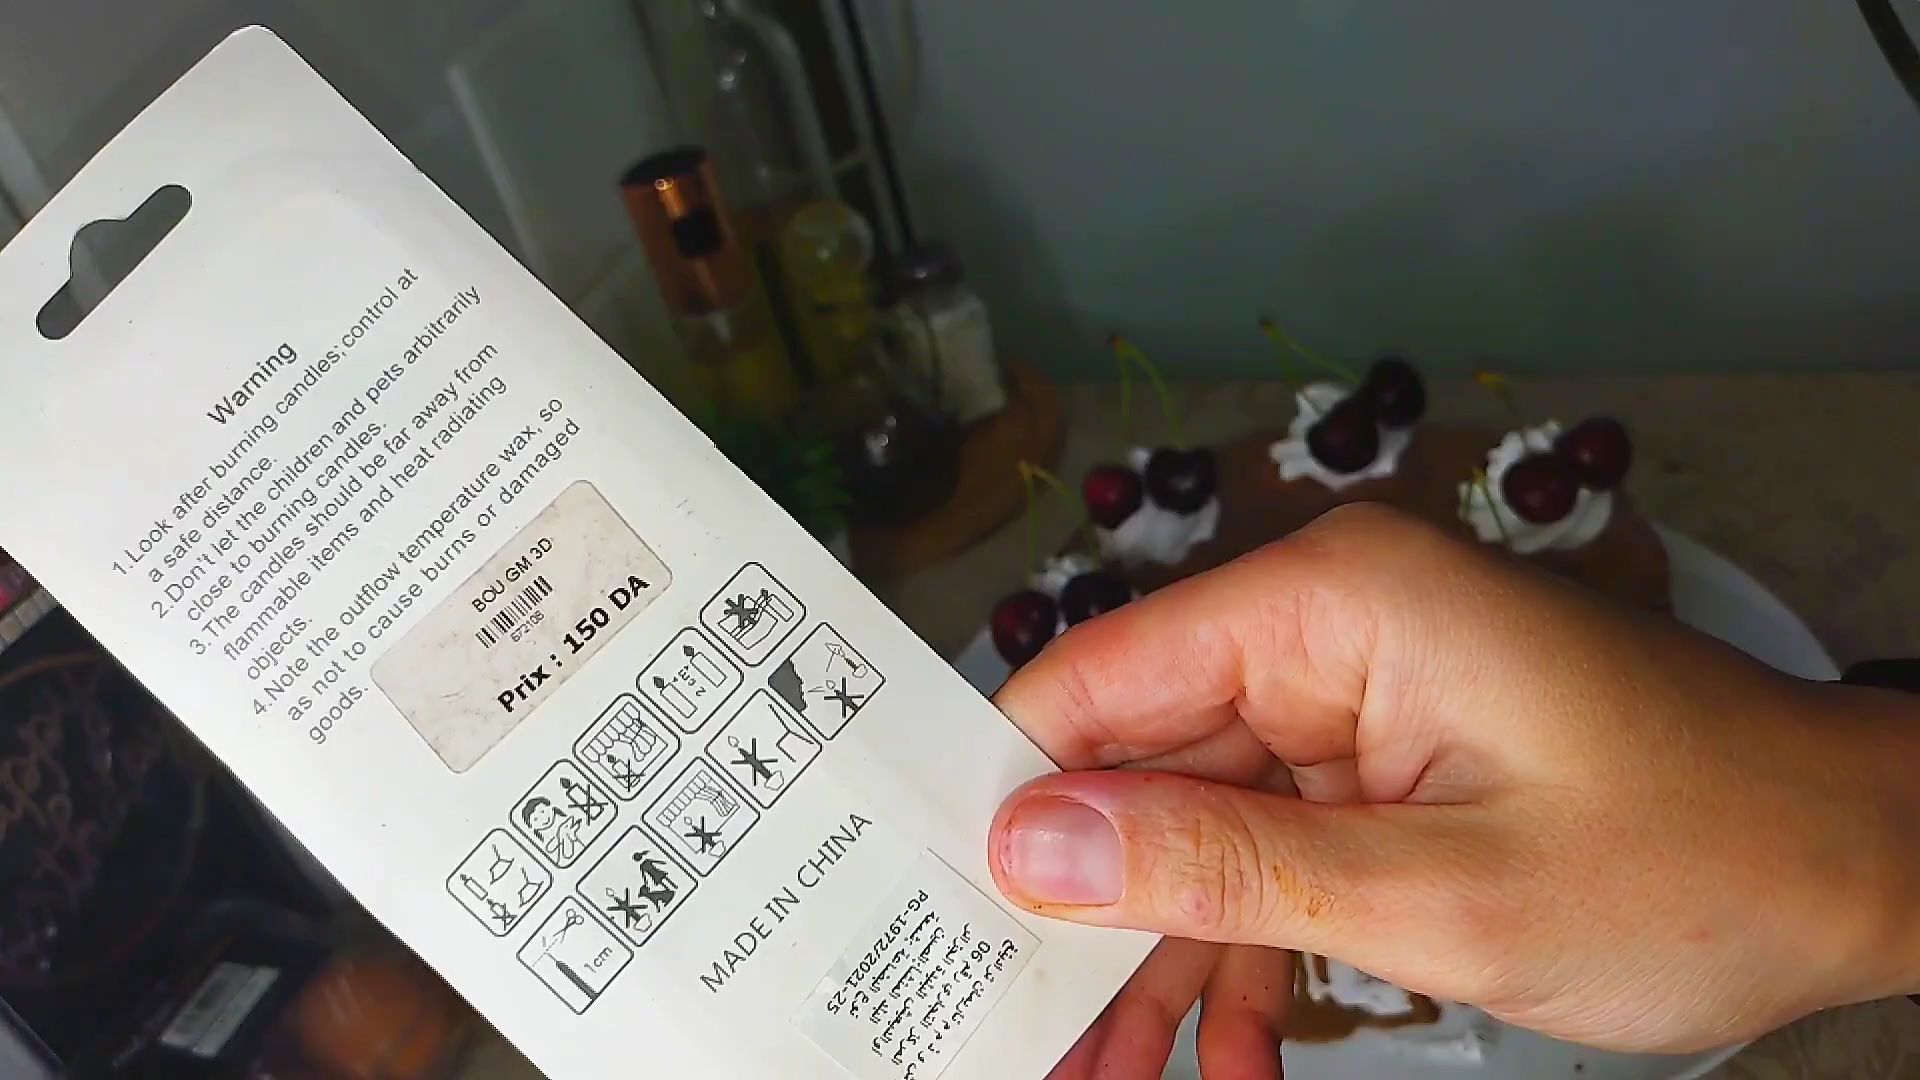 Warning
1.Look after burning candles; control at
a safe distance.
2.Don't let the children and pets arbitrarily
close to burning candles.
3. The candles should be far away from
flammable items and heat radiating
objects.
4.Note the outflow temperature wax, so
as not to cause burns or damaged
goods.
BOU GM 3D
672106
Prix : 150 DA
1cm
MADE IN CHINA
06
PG-1972/2021-25